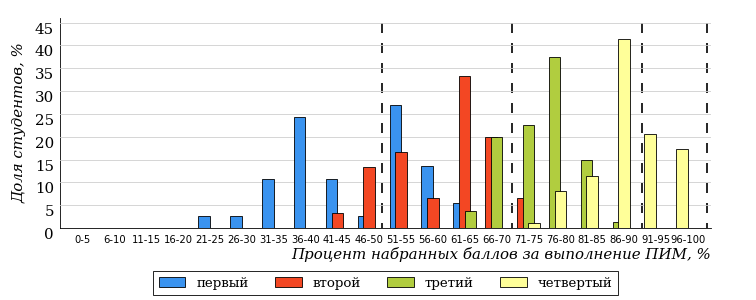 45
40
35
30
25
20
15
10
5
0
Доля студентов, %
0-5 6-10 11-15 16-20 21-25 26-30 31-35 36-40 41-45 46-50 51-55 56-60 61-65 66-70 71-75 76-80 81-85 86-90 91-95 96-100
Процент набранных баллов за выполнение ПИМ, %
первый второй третий четвертый